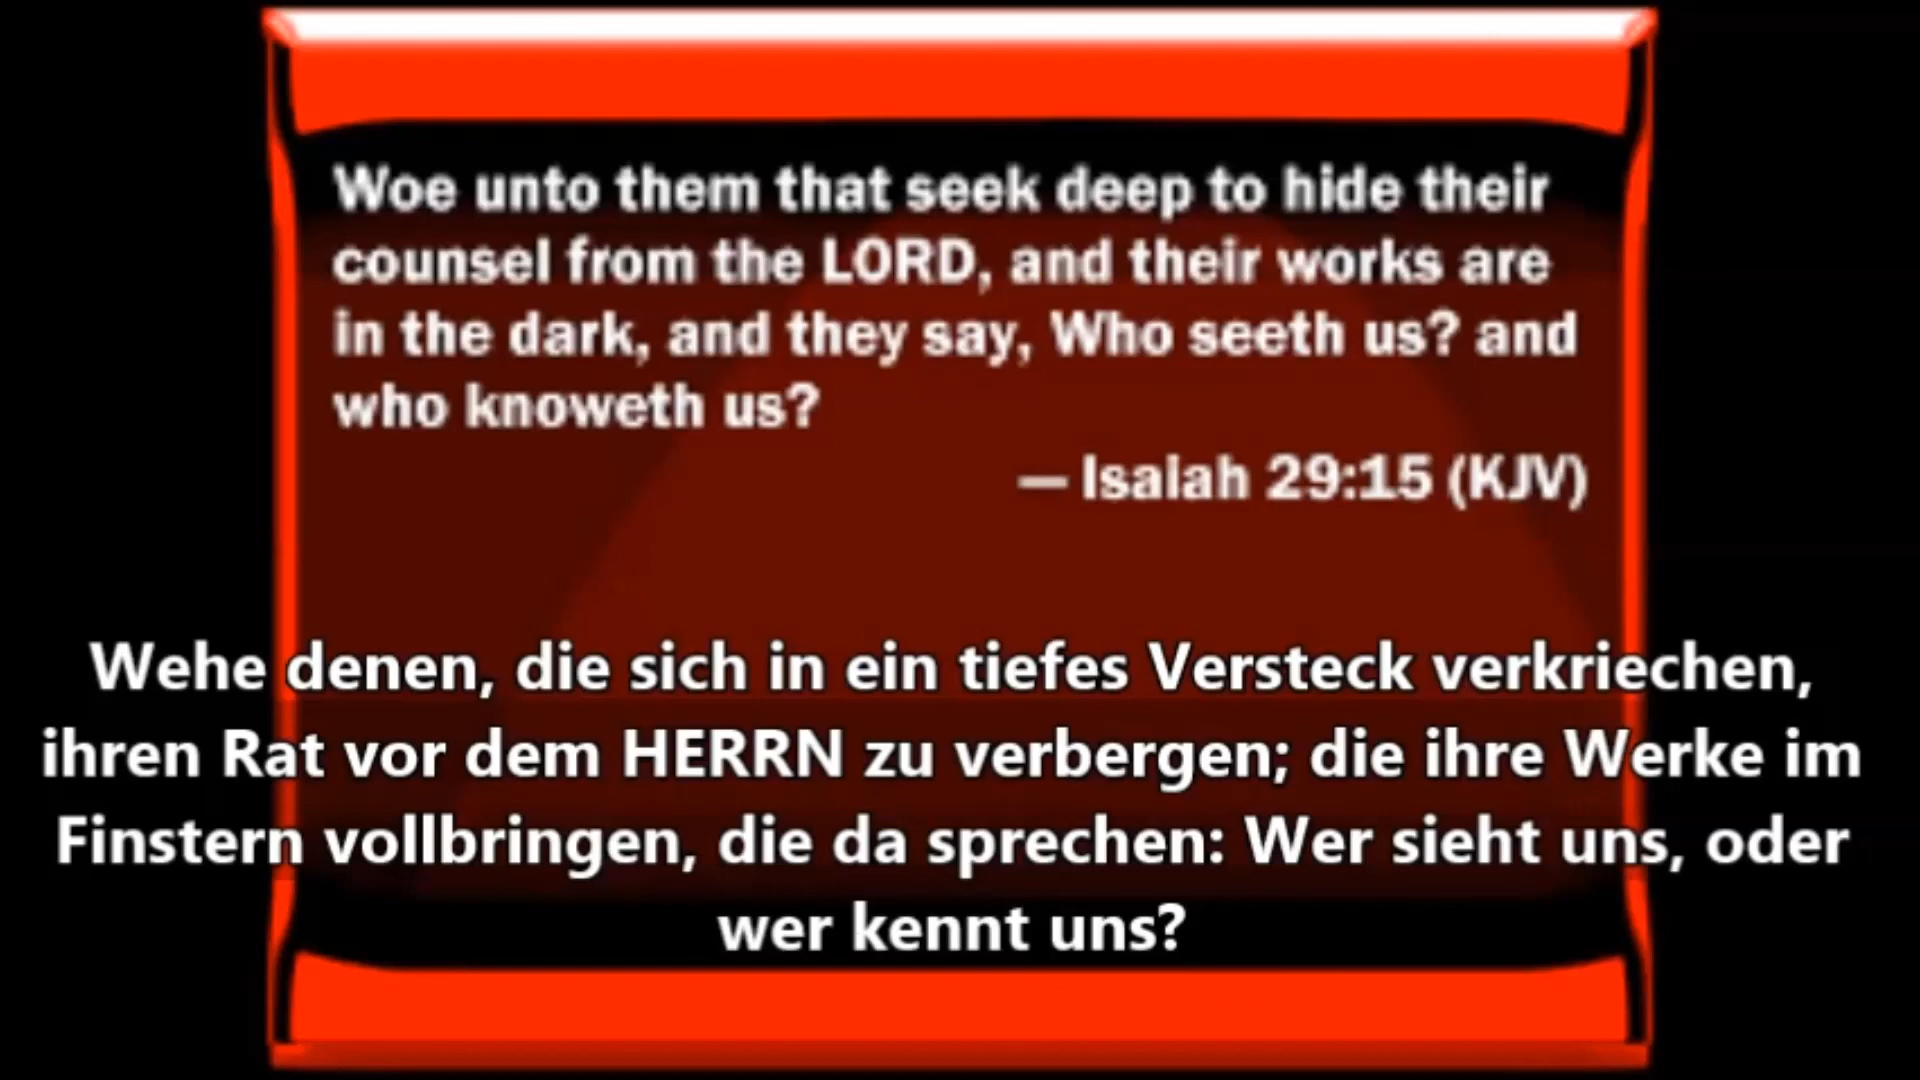 Woe unto them that seek deep to hide their
counsel from the LORD, and their works are
in the dark, and they say, Who seeth us? and
who knoweth us?
— Isaiah 29:15 (KJV)
Wehe denen, die sich in ein tiefes Versteck verkriechen,
ihren Rat vor dem HERRN zu verbergen; die ihre Werke im
Finstern vollbringen, die da sprechen: Wer sieht uns, oder
wer kennt uns?